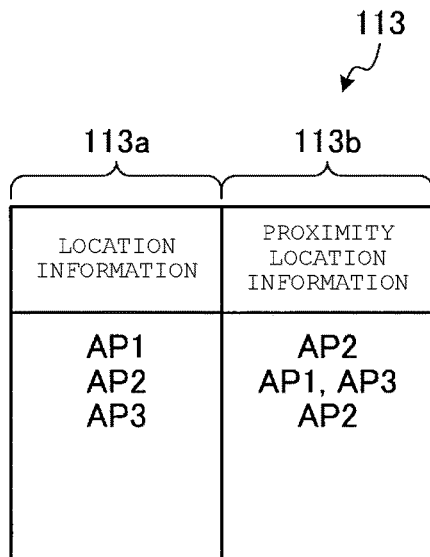 113
113a
113b
LOCATION
INFORMATION
PROXIMITY
LOCATION
INFORMATION
AP1
AP2
AP2
AP1, AP3
AP3
AP2